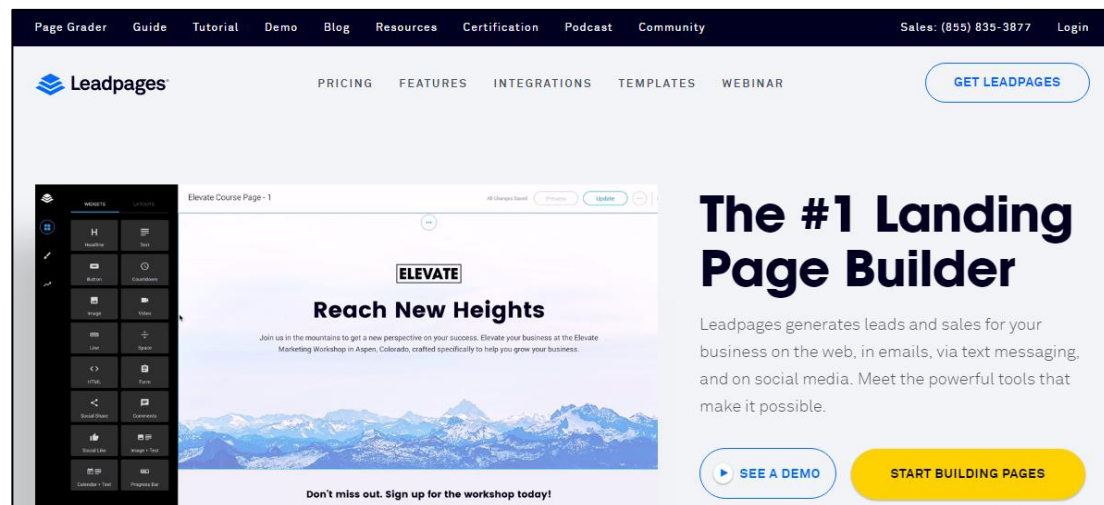 Page Grader Guide Tutorial Demo Blog Resources Certification Podcast Community Sales: (855) 835-3877 Login
Leadpages® PRICING FEATURES INTEGRATIONS TEMPLATES WEBINAR GET LEADPAGES
WIDGETS LAYOUTS
Headline Text
Button Countdown
Image Video
Line Space
HTML Form
Social Share Comments
Social Like Image + Text
Calendar + Text Progress Bar
Elevate Course Page - 1 All Changes Saved Preview Update
ELEVATE
Reach New Heights
Join us in the mountains to get a new perspective on your success. Elevate your business at the Elevate
Marketing Workshop in Aspen, Colorado, crafted specifically to help you grow your business.
Don't miss out. Sign up for the workshop today!
The #1 Landing
Page Builder
Leadpages generates leads and sales for your
business on the web, in emails, via text messaging,
and on social media. Meet the powerful tools that
make it possible.
SEE A DEMO START BUILDING PAGES